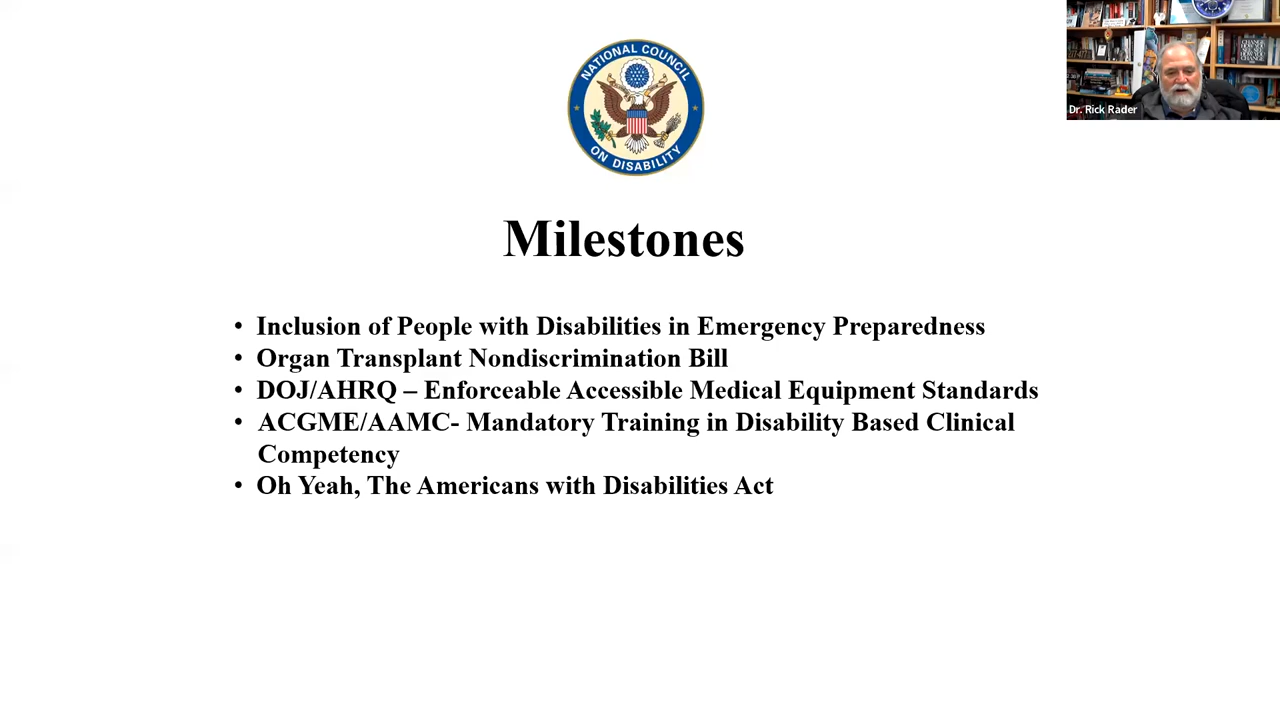 NATIONAL COUNCIL
ON DISABILITY
Dr. Rick Rader
Milestones
• Inclusion of People with Disabilities in Emergency Preparedness
• Organ Transplant Nondiscrimination Bill
• DOJ/AHRQ – Enforceable Accessible Medical Equipment Standards
• ACGME/AAMC- Mandatory Training in Disability Based Clinical
Competency
• Oh Yeah, The Americans with Disabilities Act